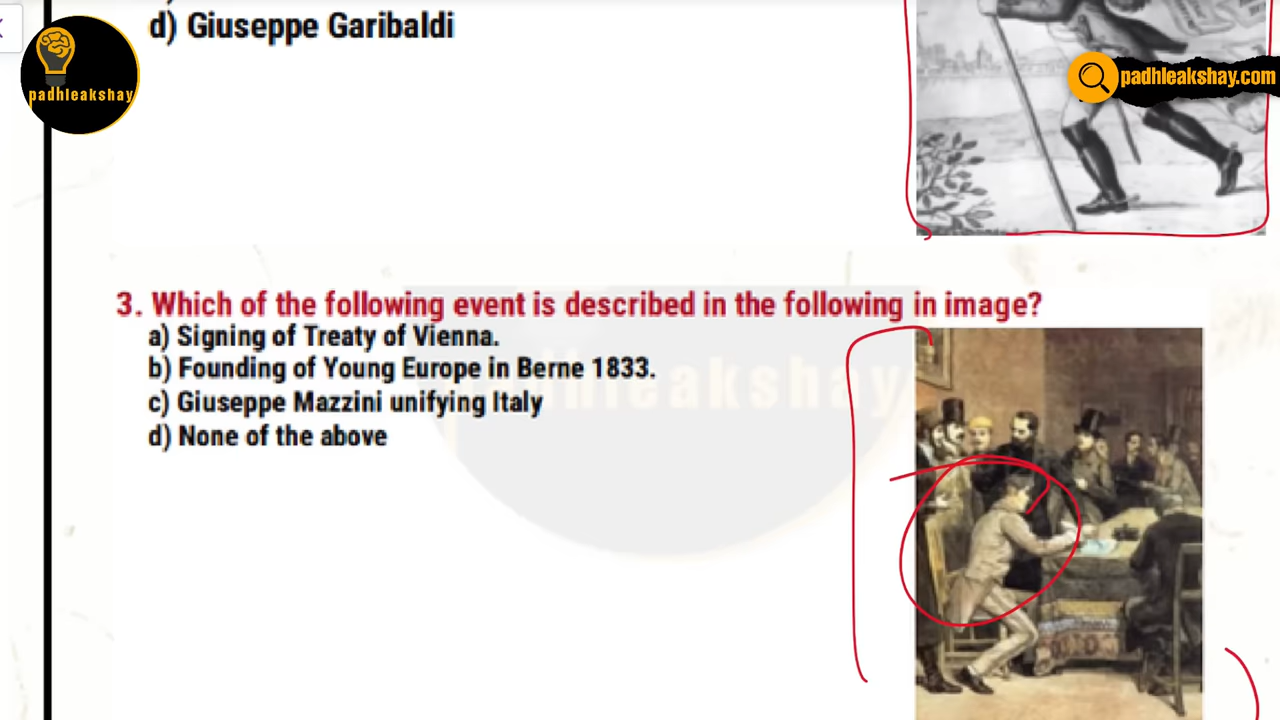 d) Giuseppe Garibaldi
padhleakshay
padhleakshay.com
3. Which of the following event is described in the following in image?
a) Signing of Treaty of Vienna.
b) Founding of Young Europe in Berne 1833.
c) Giuseppe Mazzini unifying Italy
d) None of the above
padhleakshay